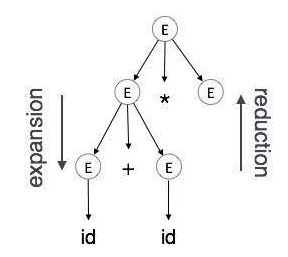 E
E * E
expansion
reduction
E + E
id id